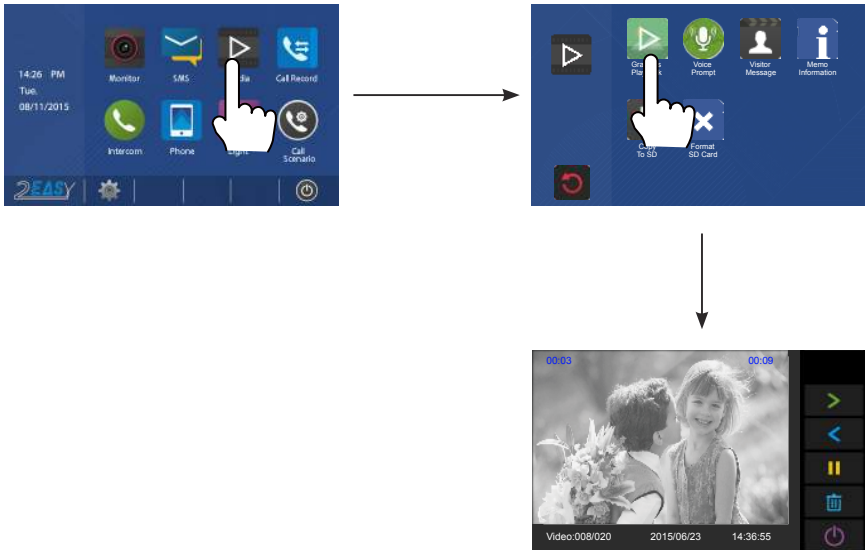 14:26 PM
Tue.
08/11/2015
Monitor
SMS
Call Record
Intercom
Phone
Call
Scenario
2EASY
Voice
Prompt
Visitor
Message
Memo
Information
To SD
Format
SD Card
00:03
00:09
Video:008/020
2015/06/23
14:36:55